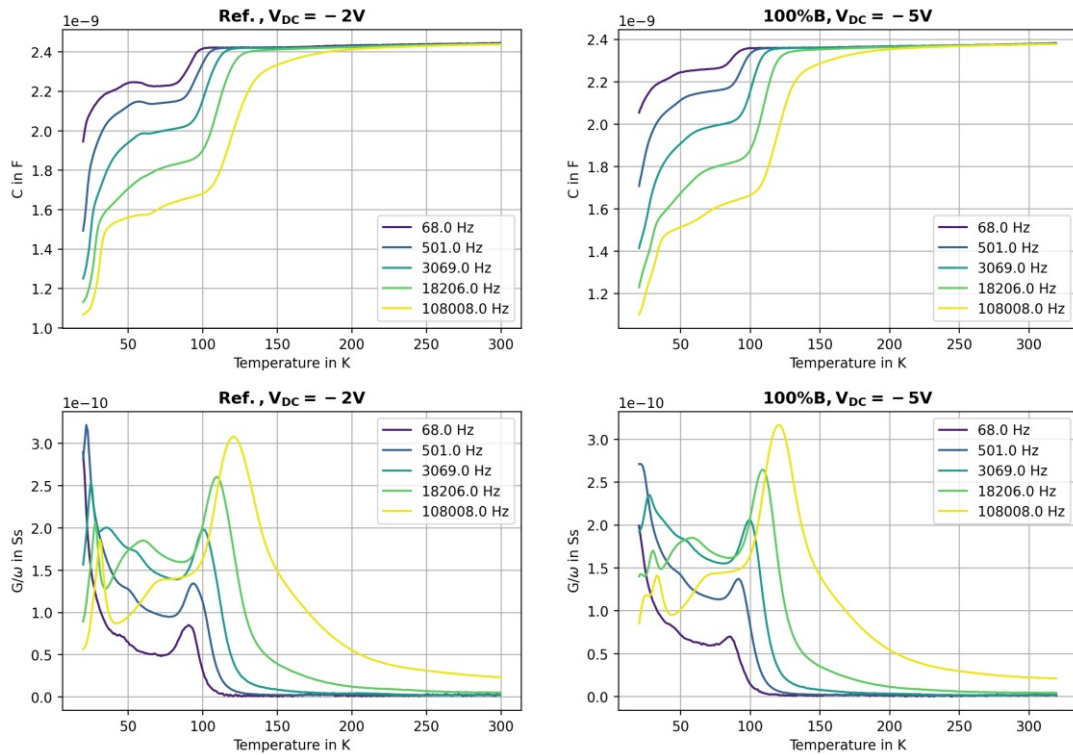 Ref., V_DC = − 2V
1e−9
C in F
2.4
2.2
2.0
1.8
1.6
1.4
1.2
1.0
50 100 150 200 250 300
Temperature in K
68.0 Hz
501.0 Hz
3069.0 Hz
18206.0 Hz
108008.0 Hz
100%B, V_DC = − 5V
1e−9
C in F
2.4
2.2
2.0
1.8
1.6
1.4
1.2
50 100 150 200 250 300
Temperature in K
68.0 Hz
501.0 Hz
3069.0 Hz
18206.0 Hz
108008.0 Hz
Ref., V_DC = − 2V
1e−10
G/ω in Ss
3.0
2.5
2.0
1.5
1.0
0.5
0.0
50 100 150 200 250 300
Temperature in K
68.0 Hz
501.0 Hz
3069.0 Hz
18206.0 Hz
108008.0 Hz
100%B, V_DC = − 5V
1e−10
G/ω in Ss
3.0
2.5
2.0
1.5
1.0
0.5
0.0
50 100 150 200 250 300
Temperature in K
68.0 Hz
501.0 Hz
3069.0 Hz
18206.0 Hz
108008.0 Hz